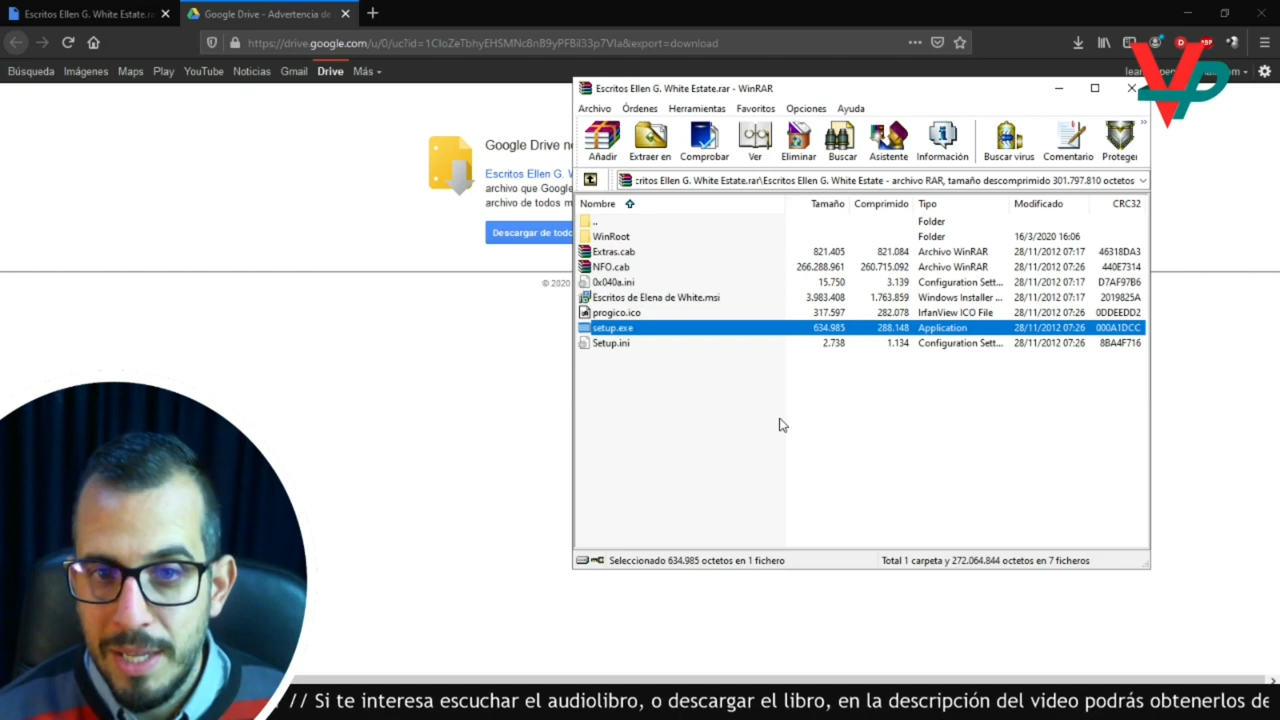 Escritos Ellen G. White Estate.ra
Google Drive - Advertencia de
https://drive.google.com/u/0/uc?id=1CIoZeTbhyEHSMNc8nB9yPFBiI33p7VIa&export=download
Búsqueda Imágenes Maps Play YouTube Noticias Gmail Drive Más
Escritos Ellen G. White Estate.rar - WinRAR
Archivo Órdenes Herramientas Favoritos Opciones Ayuda
Añadir Extraer en Comprobar Ver Eliminar Buscar Asistente Información Buscar virus Comentario Proteger
critos Ellen G. White Estate.rar\Escritos Ellen G. White Estate - archivo RAR, tamaño descomprimido 301.797.810 octetos
Nombre Tamaño Comprimido Tipo Modificado CRC32
.. Folder
WinRoot Folder 16/3/2020 16:06
Extras.cab 821.405 821.084 Archivo WinRAR 28/11/2012 07:17 46318DA3
NFO.cab 266.288.961 260.715.092 Archivo WinRAR 28/11/2012 07:26 440E7314
0x040a.ini 15.750 3.139 Configuration Sett... 28/11/2012 07:17 D7AF97B6
Escritos de Elena de White.msi 3.983.408 1.763.859 Windows Installer ... 28/11/2012 07:17 2019825A
progico.ico 317.597 282.078 IrfanView ICO File 28/11/2012 07:26 0DDEEDD2
setup.exe 634.985 288.148 Application 28/11/2012 07:26 000A1DCC
Setup.ini 2.738 1.134 Configuration Sett... 28/11/2012 07:26 8BA4F716
Seleccionado 634.985 octetos en 1 fichero
Total 1 carpeta y 272.064.844 octetos en 7 ficheros
Google Drive n
Escritos Ellen G. W
archivo que Google
archivo de todos m
Descargar de todo
© 2020
VP
// Si te interesa escuchar el audiolibro, o descargar el libro, en la descripción del video podrás obtenerlos de